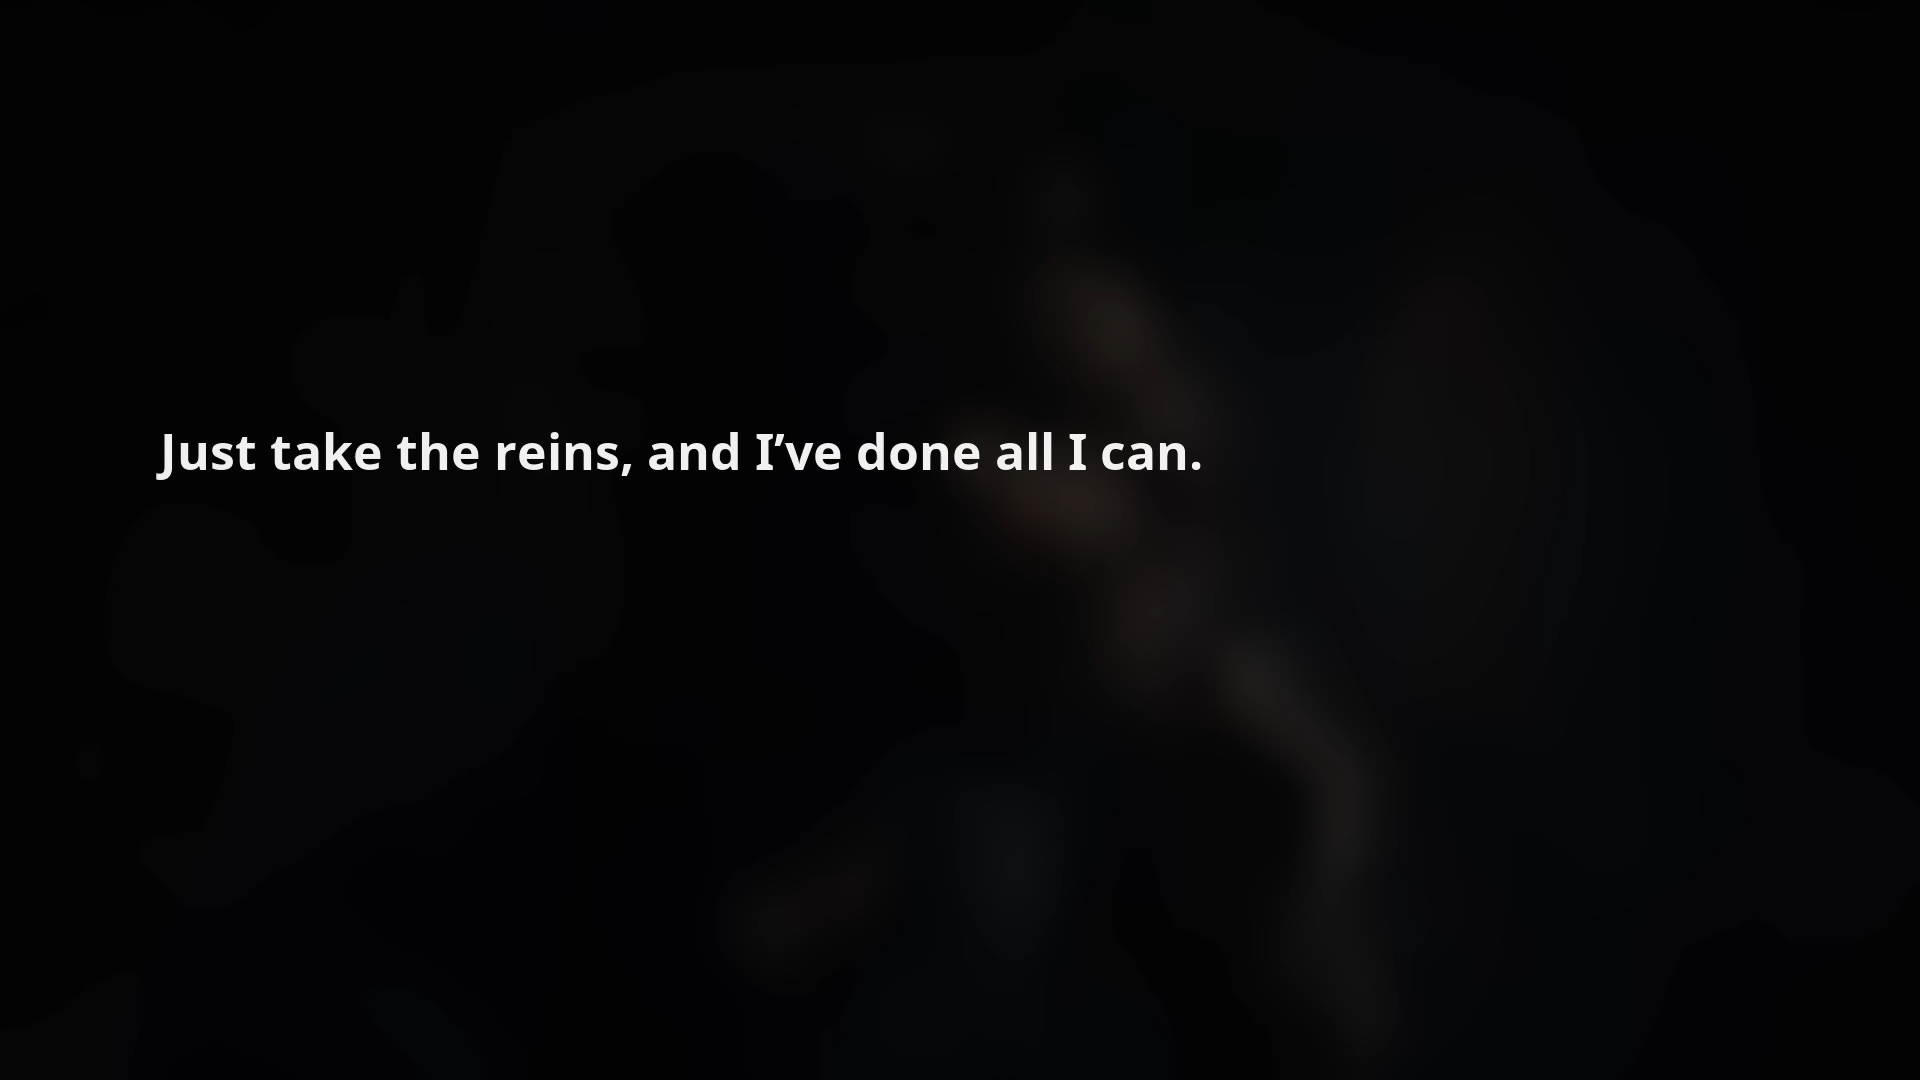 Just take the reins, and I’ve done all I can.